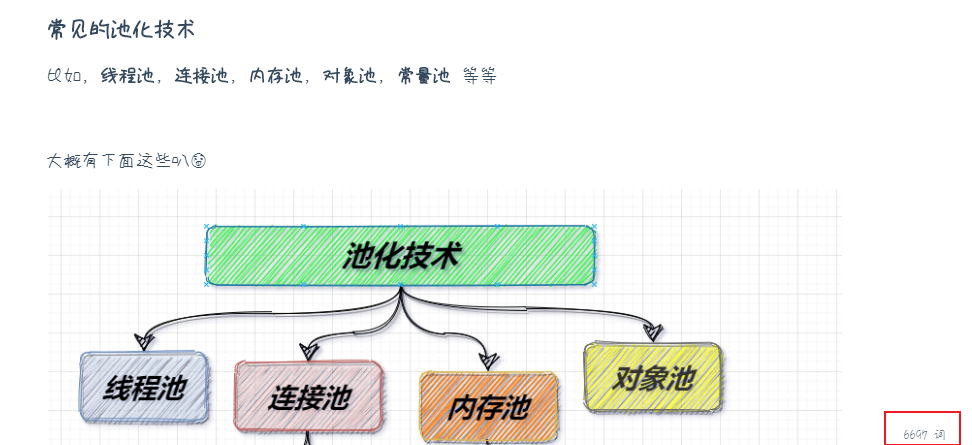 常见的池化技术
比如，线程池，连接池，内存池，对象池，常量池 等等
大概有下面这些叭😰
池化技术
线程池
连接池
内存池
对象池
6697 词